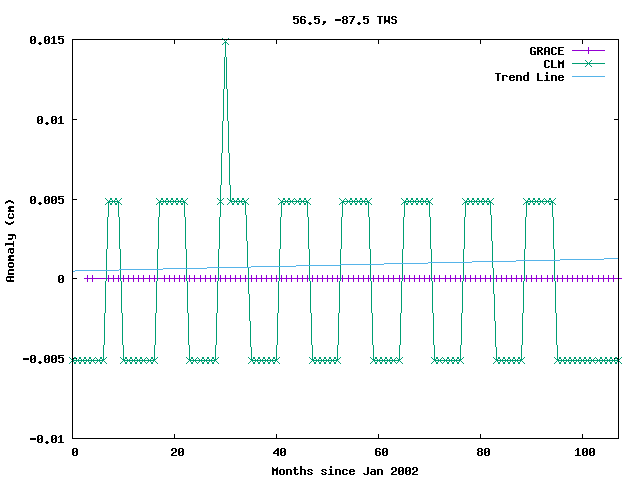 56.5, -87.5 TWS
0.015
0.01
0.005
0
-0.005
-0.01
Anomaly (cm)
GRACE
CLM
Trend Line
0 20 40 60 80 100
Months since Jan 2002